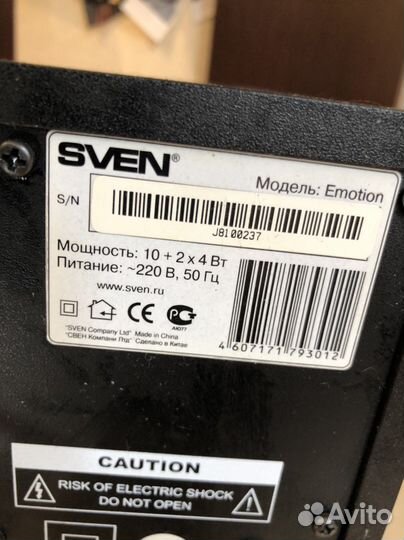 SVEN®
Модель: Emotion
S/N
J8100237
Мощность: 10 + 2 x 4 Вт
Питание: ~220 В, 50 Гц
www.sven.ru
CE
АЮ77
"SVEN Company Ltd" Made in China
"СВЕН Компани Лтд" Сделано в Китае
4 607171 793012
CAUTION
RISK OF ELECTRIC SHOCK
DO NOT OPEN
Avito